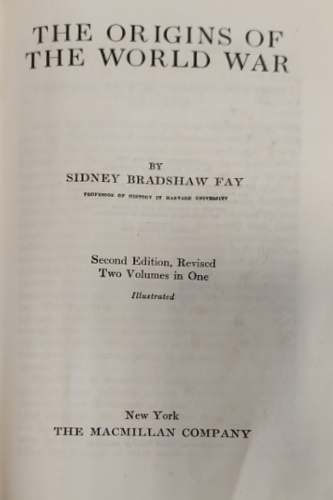 THE ORIGINS OF
THE WORLD WAR
BY
SIDNEY BRADSHAW FAY
PROFESSOR OF HISTORY IN HARVARD UNIVERSITY
Second Edition, Revised
Two Volumes in One
Illustrated
New York
THE MACMILLAN COMPANY